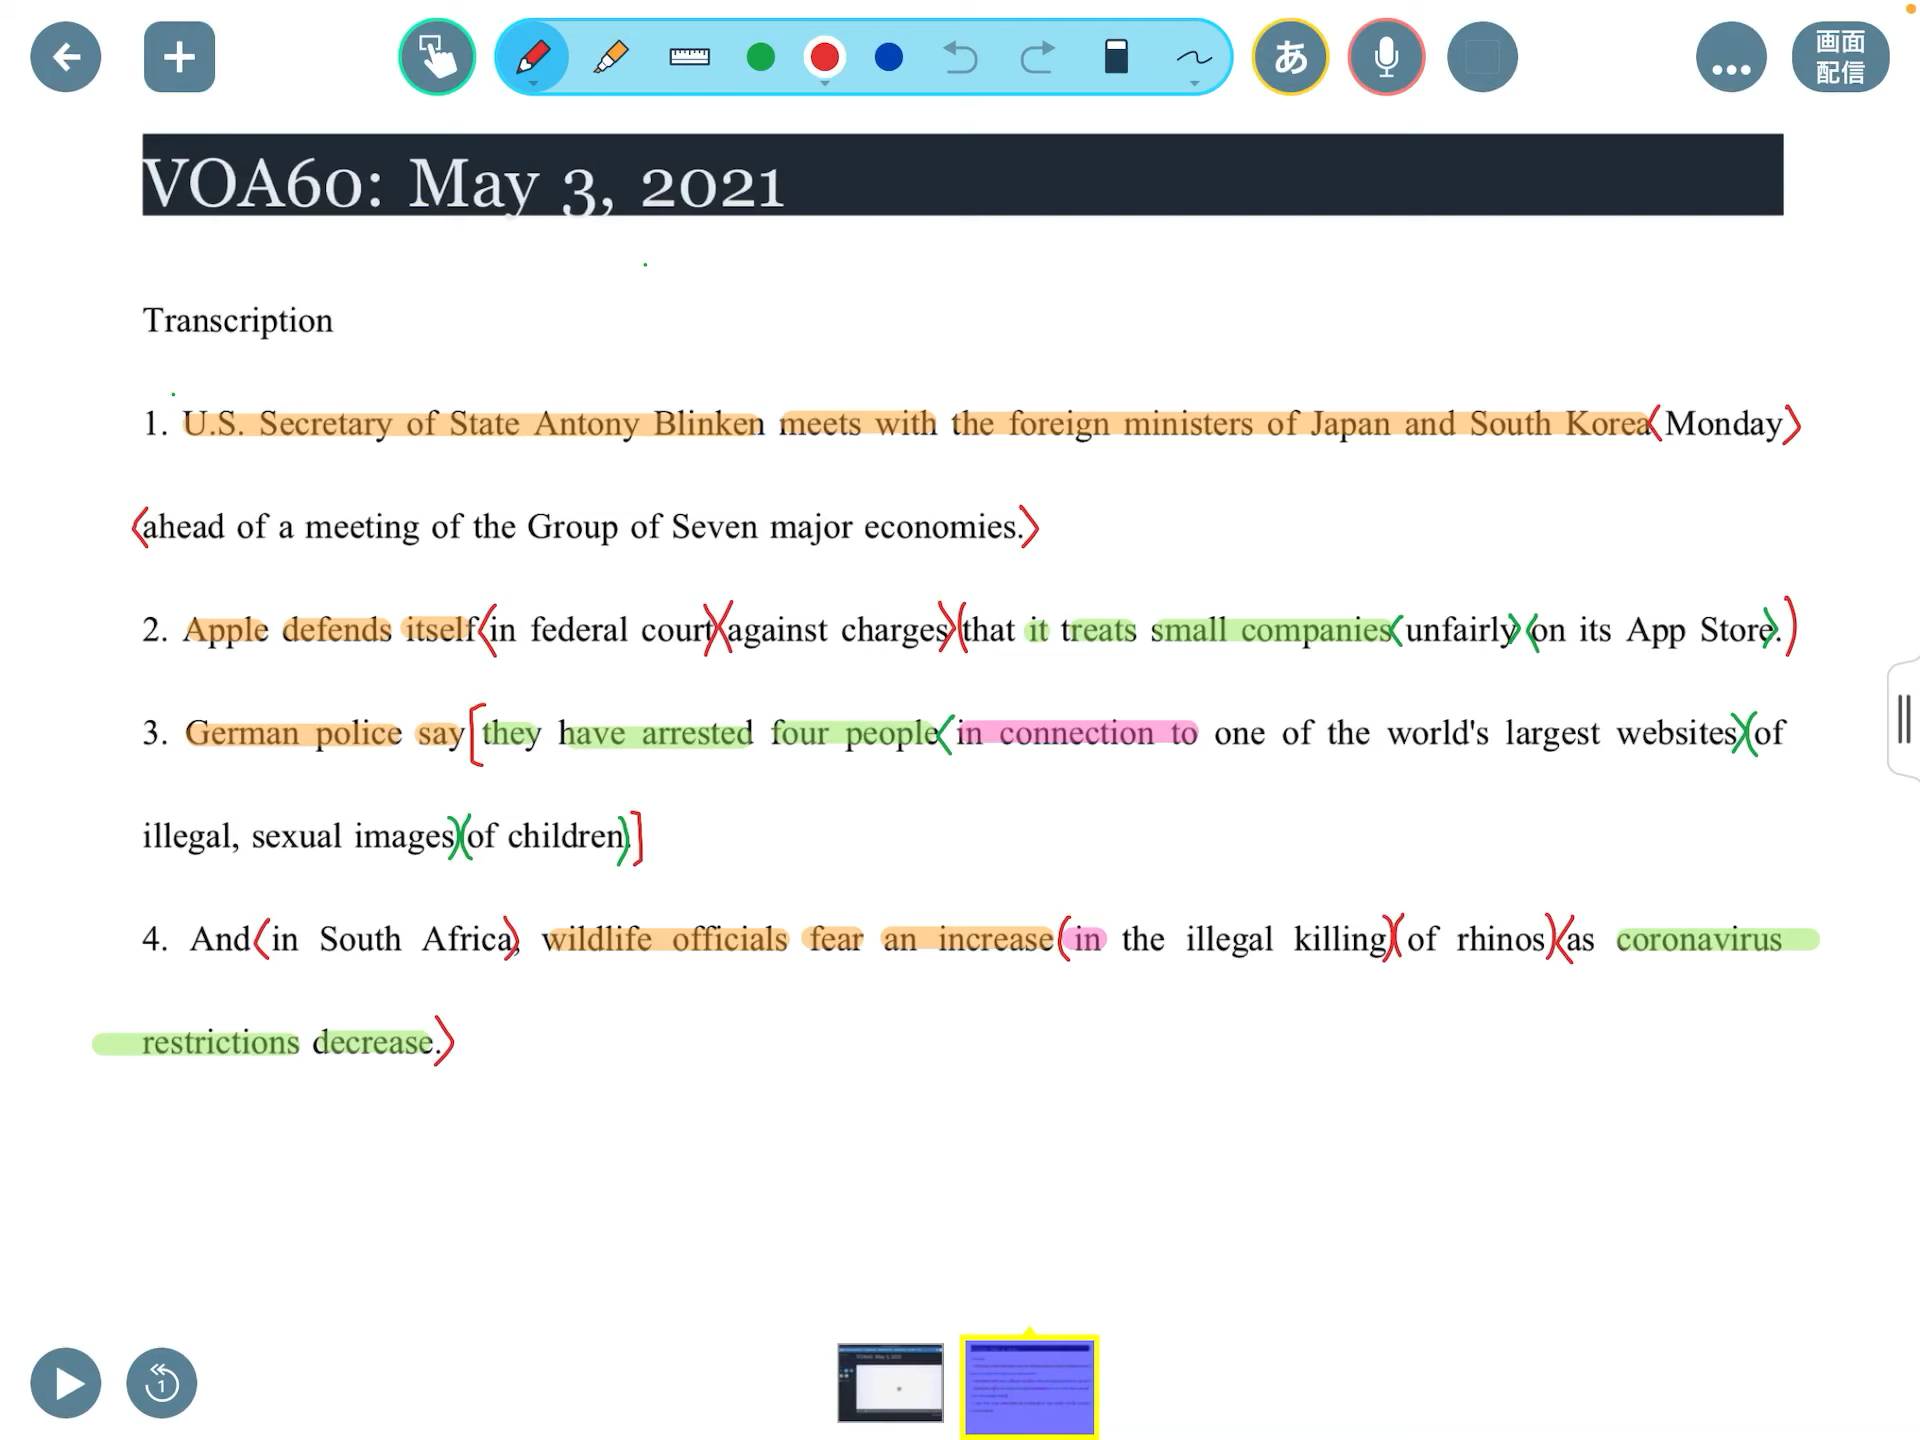 あ
画面
配信
VOA60: May 3, 2021
Transcription
1. U.S. Secretary of State Antony Blinken meets with the foreign ministers of Japan and South Korea Monday
ahead of a meeting of the Group of Seven major economies.
2. Apple defends itself in federal court against charges that it treats small companies unfairly on its App Store.
3. German police say they have arrested four people in connection to one of the world's largest websites of
illegal, sexual images of children.
4. And in South Africa, wildlife officials fear an increase in the illegal killing of rhinos as coronavirus
restrictions decrease.
1